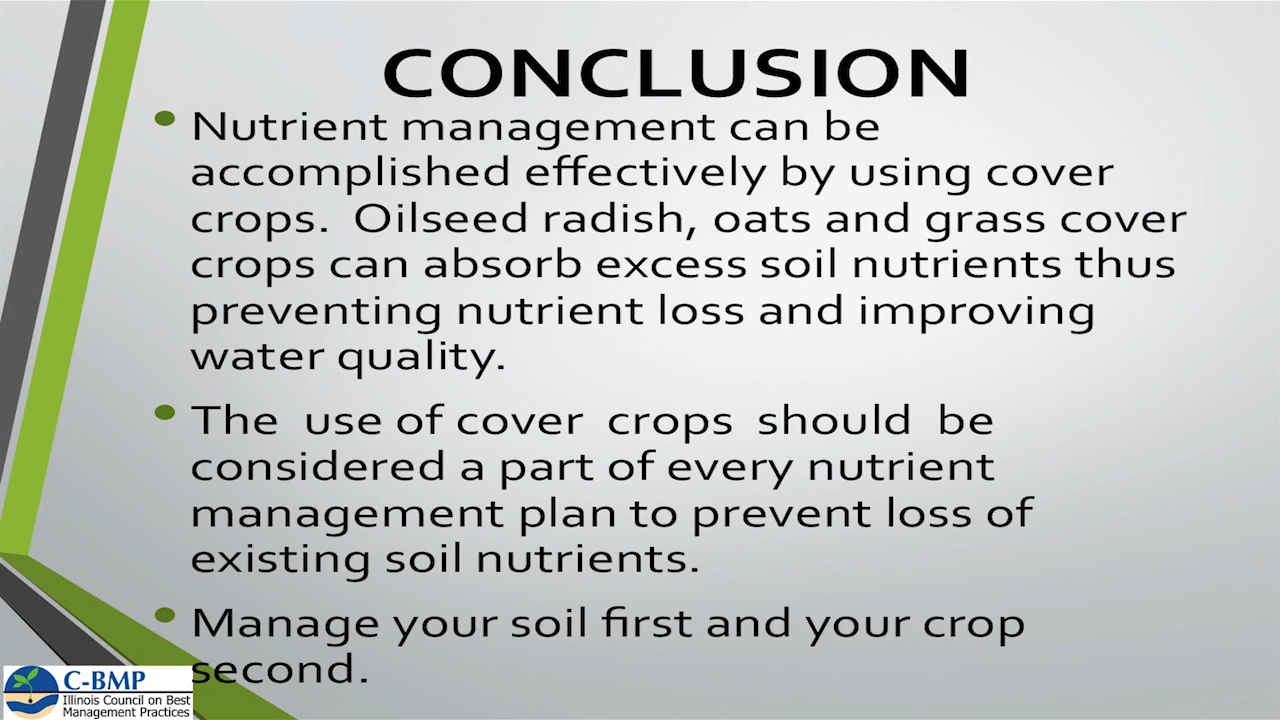 CONCLUSION
• Nutrient management can be
accomplished effectively by using cover
crops.  Oilseed radish, oats and grass cover
crops can absorb excess soil nutrients thus
preventing nutrient loss and improving
water quality.
• The  use of cover  crops  should  be
considered a part of every nutrient
management plan to prevent loss of
existing soil nutrients.
• Manage your soil first and your crop
second.
C-BMP
Illinois Council on Best
Management Practices